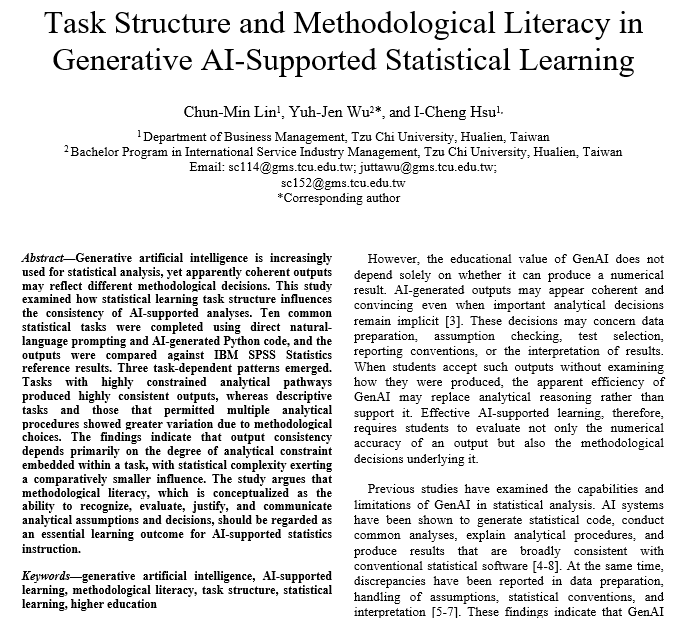 Task Structure and Methodological Literacy in
Generative AI-Supported Statistical Learning
Chun-Min Lin1, Yuh-Jen Wu2*, and I-Cheng Hsu1,
1 Department of Business Management, Tzu Chi University, Hualien, Taiwan
2 Bachelor Program in International Service Industry Management, Tzu Chi University, Hualien, Taiwan
Email: sc114@gms.tcu.edu.tw; juttawu@gms.tcu.edu.tw;
sc152@gms.tcu.edu.tw
*Corresponding author
Abstract—Generative artificial intelligence is increasingly
used for statistical analysis, yet apparently coherent outputs
may reflect different methodological decisions. This study
examined how statistical learning task structure influences
the consistency of AI-supported analyses. Ten common
statistical tasks were completed using direct natural-
language prompting and AI-generated Python code, and the
outputs were compared against IBM SPSS Statistics
reference results. Three task-dependent patterns emerged.
Tasks with highly constrained analytical pathways
produced highly consistent outputs, whereas descriptive
tasks and those that permitted multiple analytical
procedures showed greater variation due to methodological
choices. The findings indicate that output consistency
depends primarily on the degree of analytical constraint
embedded within a task, with statistical complexity exerting
a comparatively smaller influence. The study argues that
methodological literacy, which is conceptualized as the
ability to recognize, evaluate, justify, and communicate
analytical assumptions and decisions, should be regarded as
an essential learning outcome for AI-supported statistics
instruction.
Keywords—generative artificial intelligence, AI-supported
learning, methodological literacy, task structure, statistical
learning, higher education
However, the educational value of GenAI does not
depend solely on whether it can produce a numerical
result. AI-generated outputs may appear coherent and
convincing even when important analytical decisions
remain implicit [3]. These decisions may concern data
preparation, assumption checking, test selection,
reporting conventions, or the interpretation of results.
When students accept such outputs without examining
how they were produced, the apparent efficiency of
GenAI may replace analytical reasoning rather than
support it. Effective AI-supported learning, therefore,
requires students to evaluate not only the numerical
accuracy of an output but also the methodological
decisions underlying it.
Previous studies have examined the capabilities and
limitations of GenAI in statistical analysis. AI systems
have been shown to generate statistical code, conduct
common analyses, explain analytical procedures, and
produce results that are broadly consistent with
conventional statistical software [4-8]. At the same time,
discrepancies have been reported in data preparation,
handling of assumptions, statistical conventions, and
interpretation [5-7]. These findings indicate that GenAI